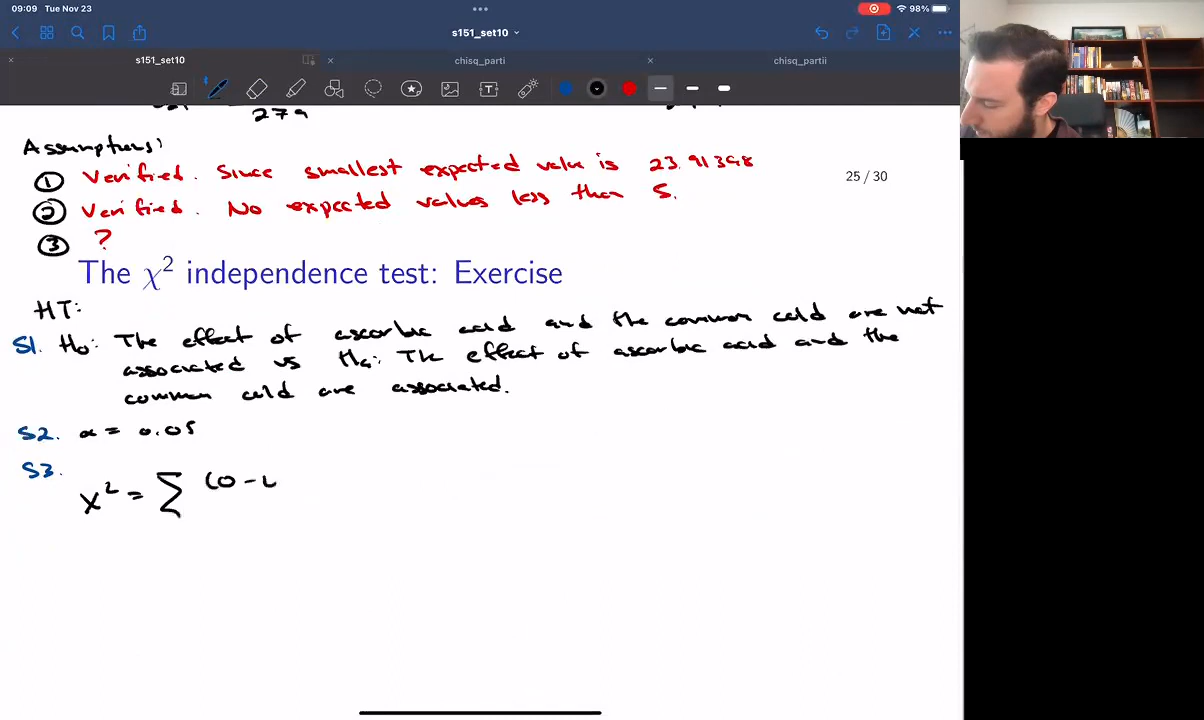 09:09 Tue Nov 23
98%
s151_set10
s151_set10
chisq_parti
chisq_partii
279
Assumptions:
① Verified. Since smallest expected value is 23.91398
② Verified. No expected values less than 5.
③ ?
25 / 30
The χ² independence test: Exercise
HT:
S1. H₀: The effect of ascorbic acid and the common cold are not
associated vs Hₐ: The effect of ascorbic acid and the
common cold are associated.
S2. α = 0.05
S3.
χ² = Σ (O -